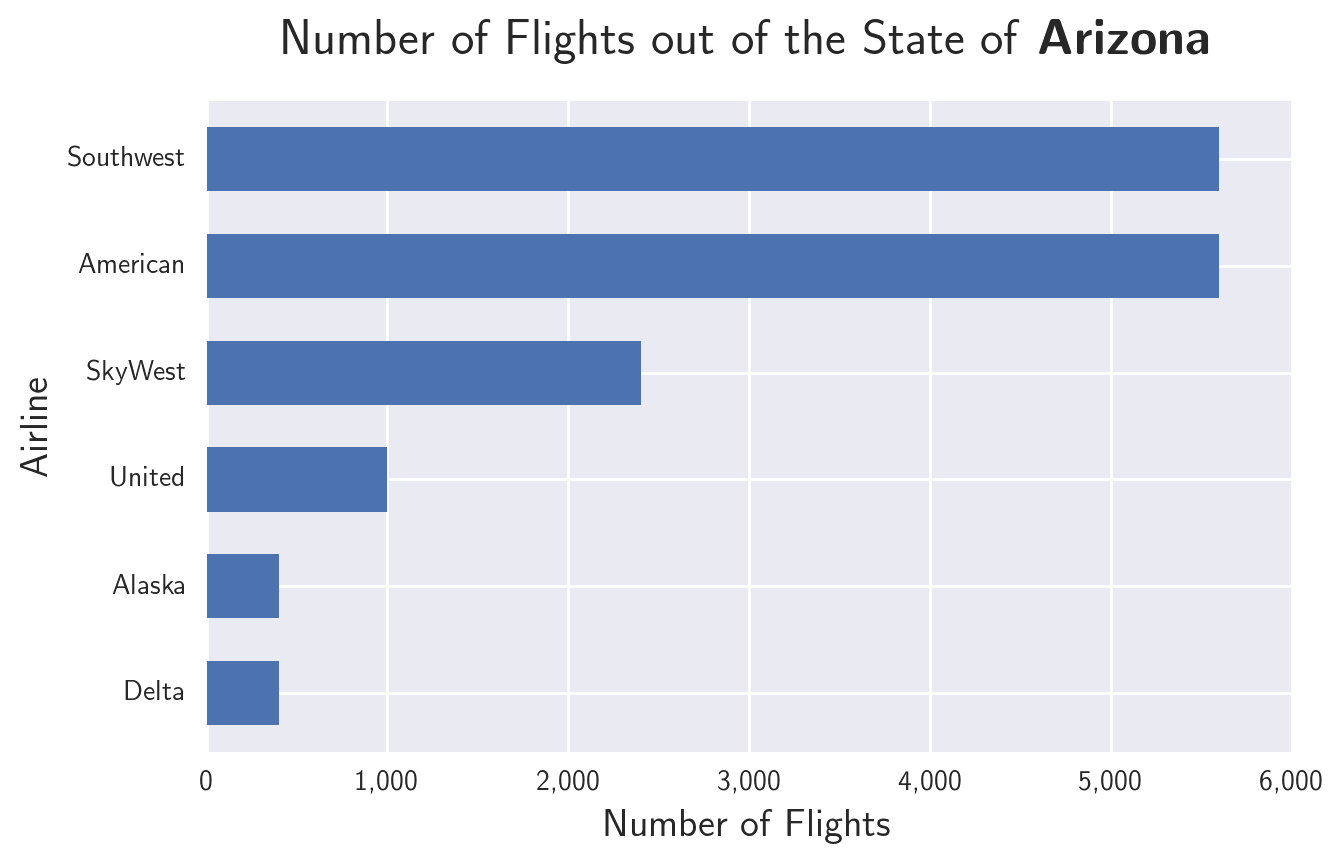 Number of Flights out of the State of Arizona
Airline
Southwest
American
SkyWest
United
Alaska
Delta
0 1,000 2,000 3,000 4,000 5,000 6,000
Number of Flights